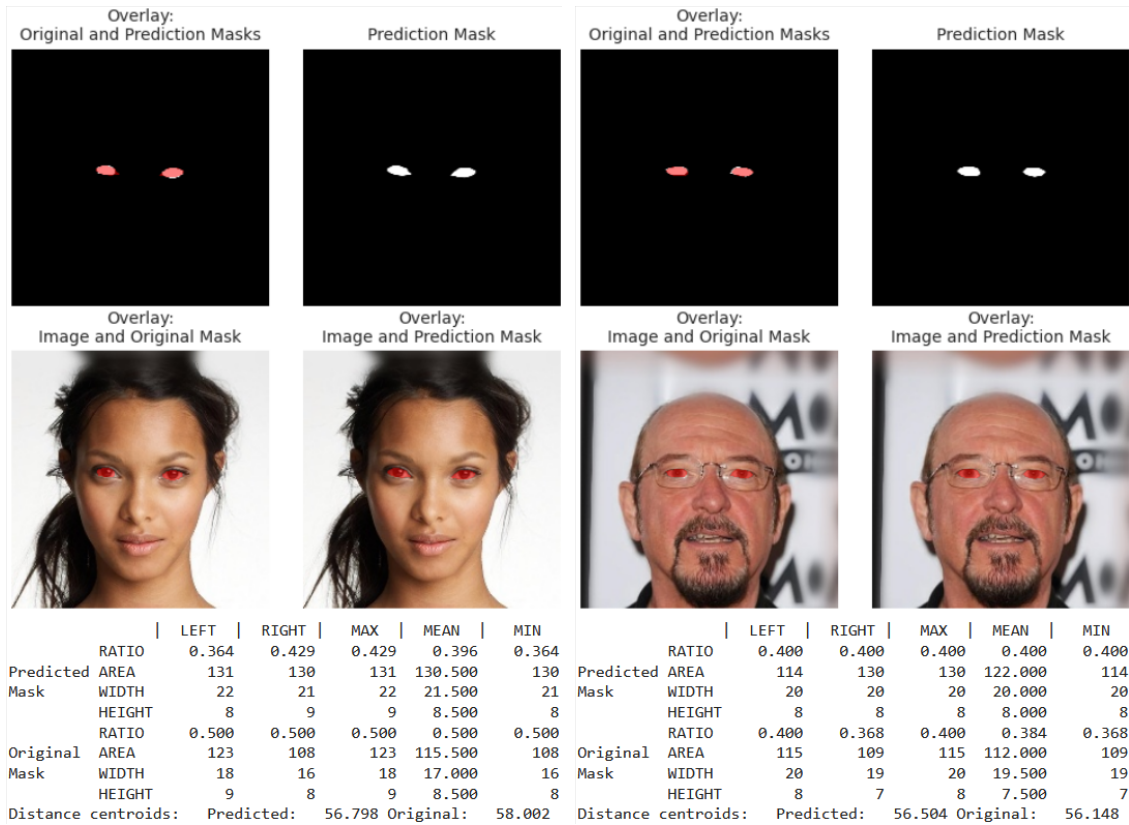 Overlay:
Original and Prediction Masks
Prediction Mask
Overlay:
Original and Prediction Masks
Prediction Mask
Overlay:
Image and Original Mask
Overlay:
Image and Prediction Mask
Overlay:
Image and Original Mask
Overlay:
Image and Prediction Mask
| LEFT | RIGHT | MAX | MEAN | MIN
RATIO 0.364 0.429 0.429 0.396 0.364
Predicted AREA 131 130 131 130.500 130
Mask WIDTH 22 21 22 21.500 21
HEIGHT 8 9 9 8.500 8
RATIO 0.500 0.500 0.500 0.500 0.500
Original AREA 123 108 123 115.500 108
Mask WIDTH 18 16 18 17.000 16
HEIGHT 9 8 9 8.500 8
Distance centroids: Predicted: 56.798 Original: 58.002
| LEFT | RIGHT | MAX | MEAN | MIN
RATIO 0.400 0.400 0.400 0.400 0.400
Predicted AREA 114 130 130 122.000 114
Mask WIDTH 20 20 20 20.000 20
HEIGHT 8 8 8 8.000 8
RATIO 0.400 0.368 0.400 0.384 0.368
Original AREA 115 109 115 112.000 109
Mask WIDTH 20 19 20 19.500 19
HEIGHT 8 7 8 7.500 7
Distance centroids: Predicted: 56.504 Original: 56.148